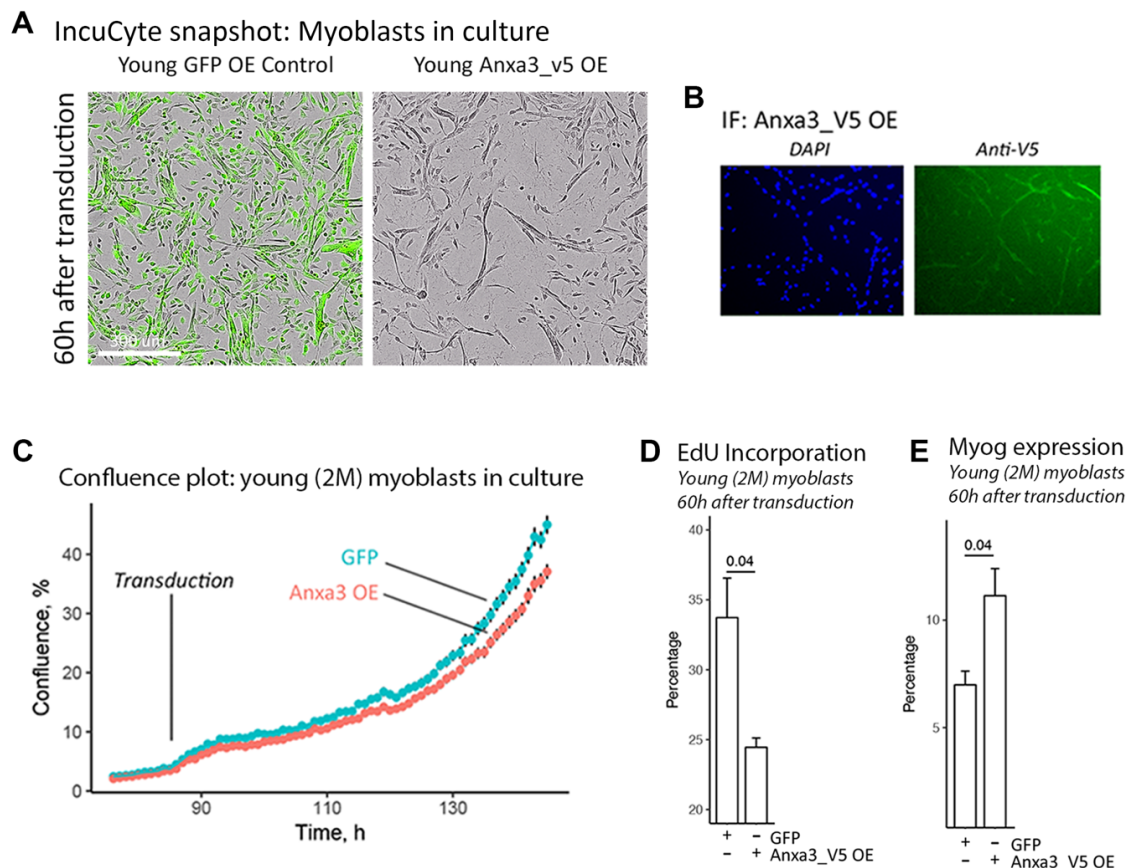 A
IncuCyte snapshot: Myoblasts in culture
Young GFP OE Control
Young Anxa3_v5 OE
60h after transduction
300 um
B
IF: Anxa3_V5 OE
DAPI
Anti-V5
C
Confluence plot: young (2M) myoblasts in culture
Confluence, %
40
30
20
10
0
Transduction
GFP
Anxa3 OE
90
110
130
Time, h
D
EdU Incorporation
Young (2M) myoblasts
60h after transduction
Percentage
40
35
30
25
20
0.04
+ – GFP
– + Anxa3_V5 OE
E
Myog expression
Young (2M) myoblasts
60h after transduction
Percentage
10
5
0.04
+ – GFP
– + Anxa3_V5 OE